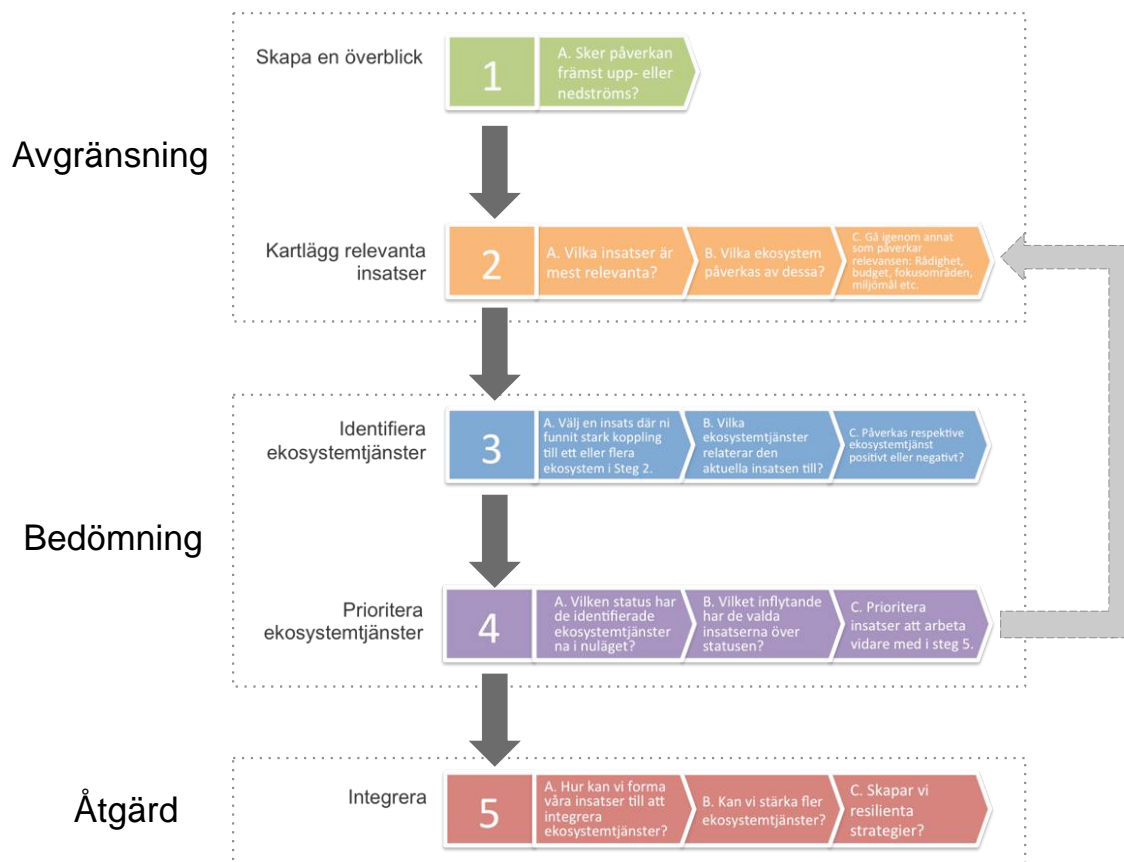 Avgränsning
Skapa en överblick
1
A. Sker påverkan
främst upp- eller
nedströms?
Kartlägg relevanta
insatser
2
A. Vilka insatser är
mest relevanta?
B. Vilka ekosystem
påverkas av dessa?
C. Gå igenom annat
som påverkar
relevansen: Rådighet,
budget, fokusområden,
miljömål etc.
Bedömning
Identifiera
ekosystemtjänster
3
A. Välj en insats där ni
funnit stark koppling
till ett eller flera
ekosystem i Steg 2.
B. Vilka
ekosystemtjänster
relaterar den
aktuella insatsen till?
C. Påverkas respektive
ekosystemtjänst
positivt eller negativt?
Prioritera
ekosystemtjänster
4
A. Vilken status har
de identifierade
ekosystemtjänster
na i nuläget?
B. Vilket inflytande
har de valda
insatserna över
statusen?
C. Prioritera
insatser att arbeta
vidare med i steg 5.
Åtgärd
Integrera
5
A. Hur kan vi forma
våra insatser till att
integrera
ekosystemtjänster?
B. Kan vi stärka fler
ekosystemtjänster?
C. Skapar vi
resilienta
strategier?